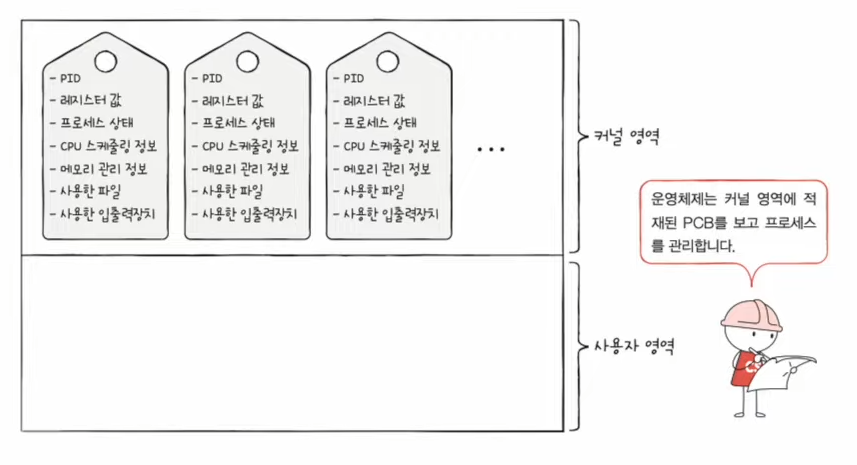 - PID
- 레지스터 값
- 프로세스 상태
- CPU 스케줄링 정보
- 메모리 관리 정보
- 사용한 파일
- 사용한 입출력장치
- PID
- 레지스터 값
- 프로세스 상태
- CPU 스케줄링 정보
- 메모리 관리 정보
- 사용한 파일
- 사용한 입출력장치
- PID
- 레지스터 값
- 프로세스 상태
- CPU 스케줄링 정보
- 메모리 관리 정보
- 사용한 파일
- 사용한 입출력장치
...
커널 영역
운영체제는 커널 영역에 적
재된 PCB를 보고 프로세스
를 관리합니다.
사용자 영역